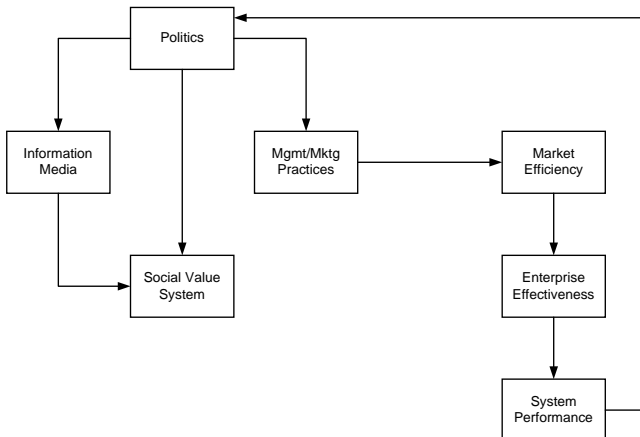 Politics
Information
Media
Mgmt/Mktg
Practices
Market
Efficiency
Social Value
System
Enterprise
Effectiveness
System
Performance